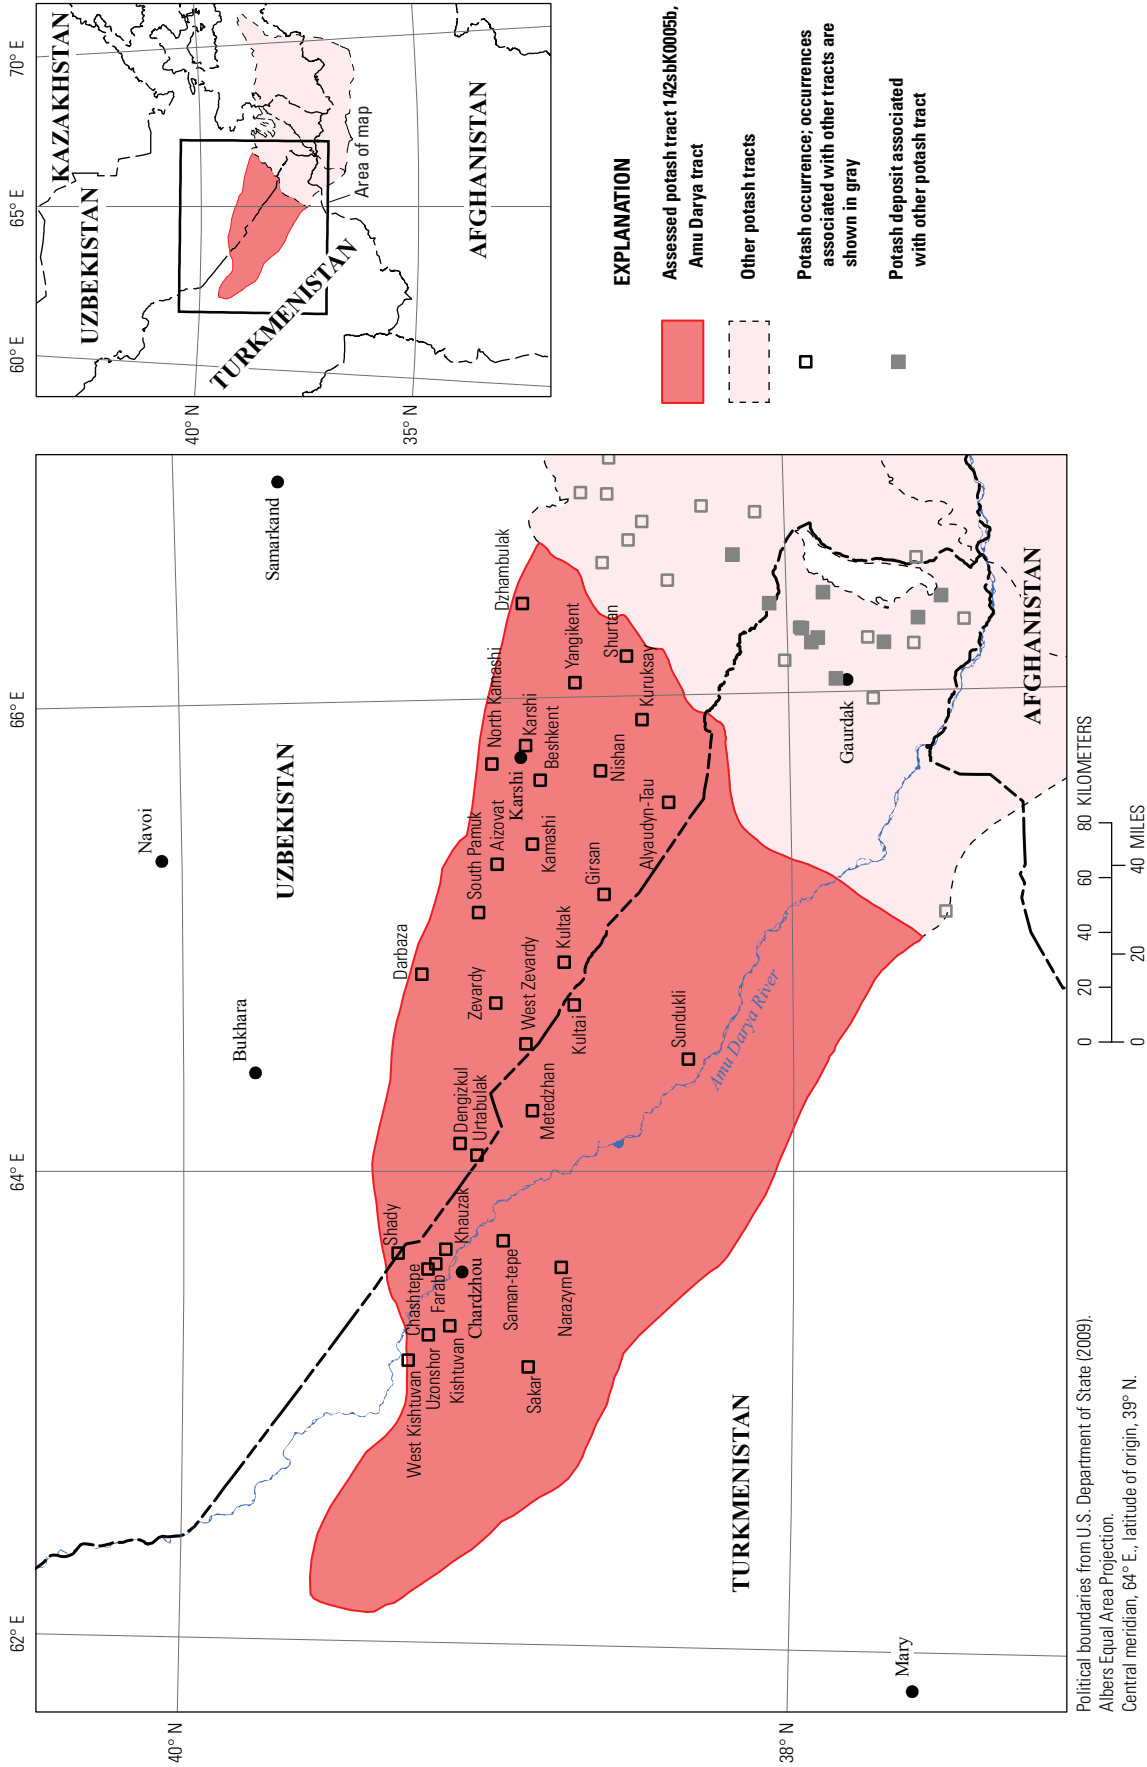 62° E
64° E
66° E
40° N
38° N
Navoi
Bukhara
Samarkand
UZBEKISTAN
Darbaza
South Pamuk
Aizovat
North Kamashi
Dzhambulak
Zevardy
Karshi
Karshi
Beshkent
Kamashi
Yangikent
Shurtan
Kuruksay
Nishan
Alyaudyn-Tau
Girsan
Kultak
West Zevardy
Kultai
Sundukli
Dengizkul
Urtabulak
Metedzhan
Shady
Khauzak
Chashtepe
Farab
Chardzhou
Saman-tepe
Narazym
West Kishtuvan
Uzonshor
Kishtuvan
Sakar
Amu Darya River
Gaurdak
AFGHANISTAN
TURKMENISTAN
Mary
0 20 40 60 80 KILOMETERS
0 20 40 MILES
Political boundaries from U.S. Department of State (2009).
Albers Equal Area Projection.
Central meridian, 64° E., latitude of origin, 39° N.
60° E
65° E
70° E
40° N
35° N
KAZAKHSTAN
UZBEKISTAN
TURKMENISTAN
AFGHANISTAN
Area of map
EXPLANATION
Assessed potash tract 142sbK0005b,
Amu Darya tract
Other potash tracts
Potash occurrence; occurrences
associated with other tracts are
shown in gray
Potash deposit associated
with other potash tract